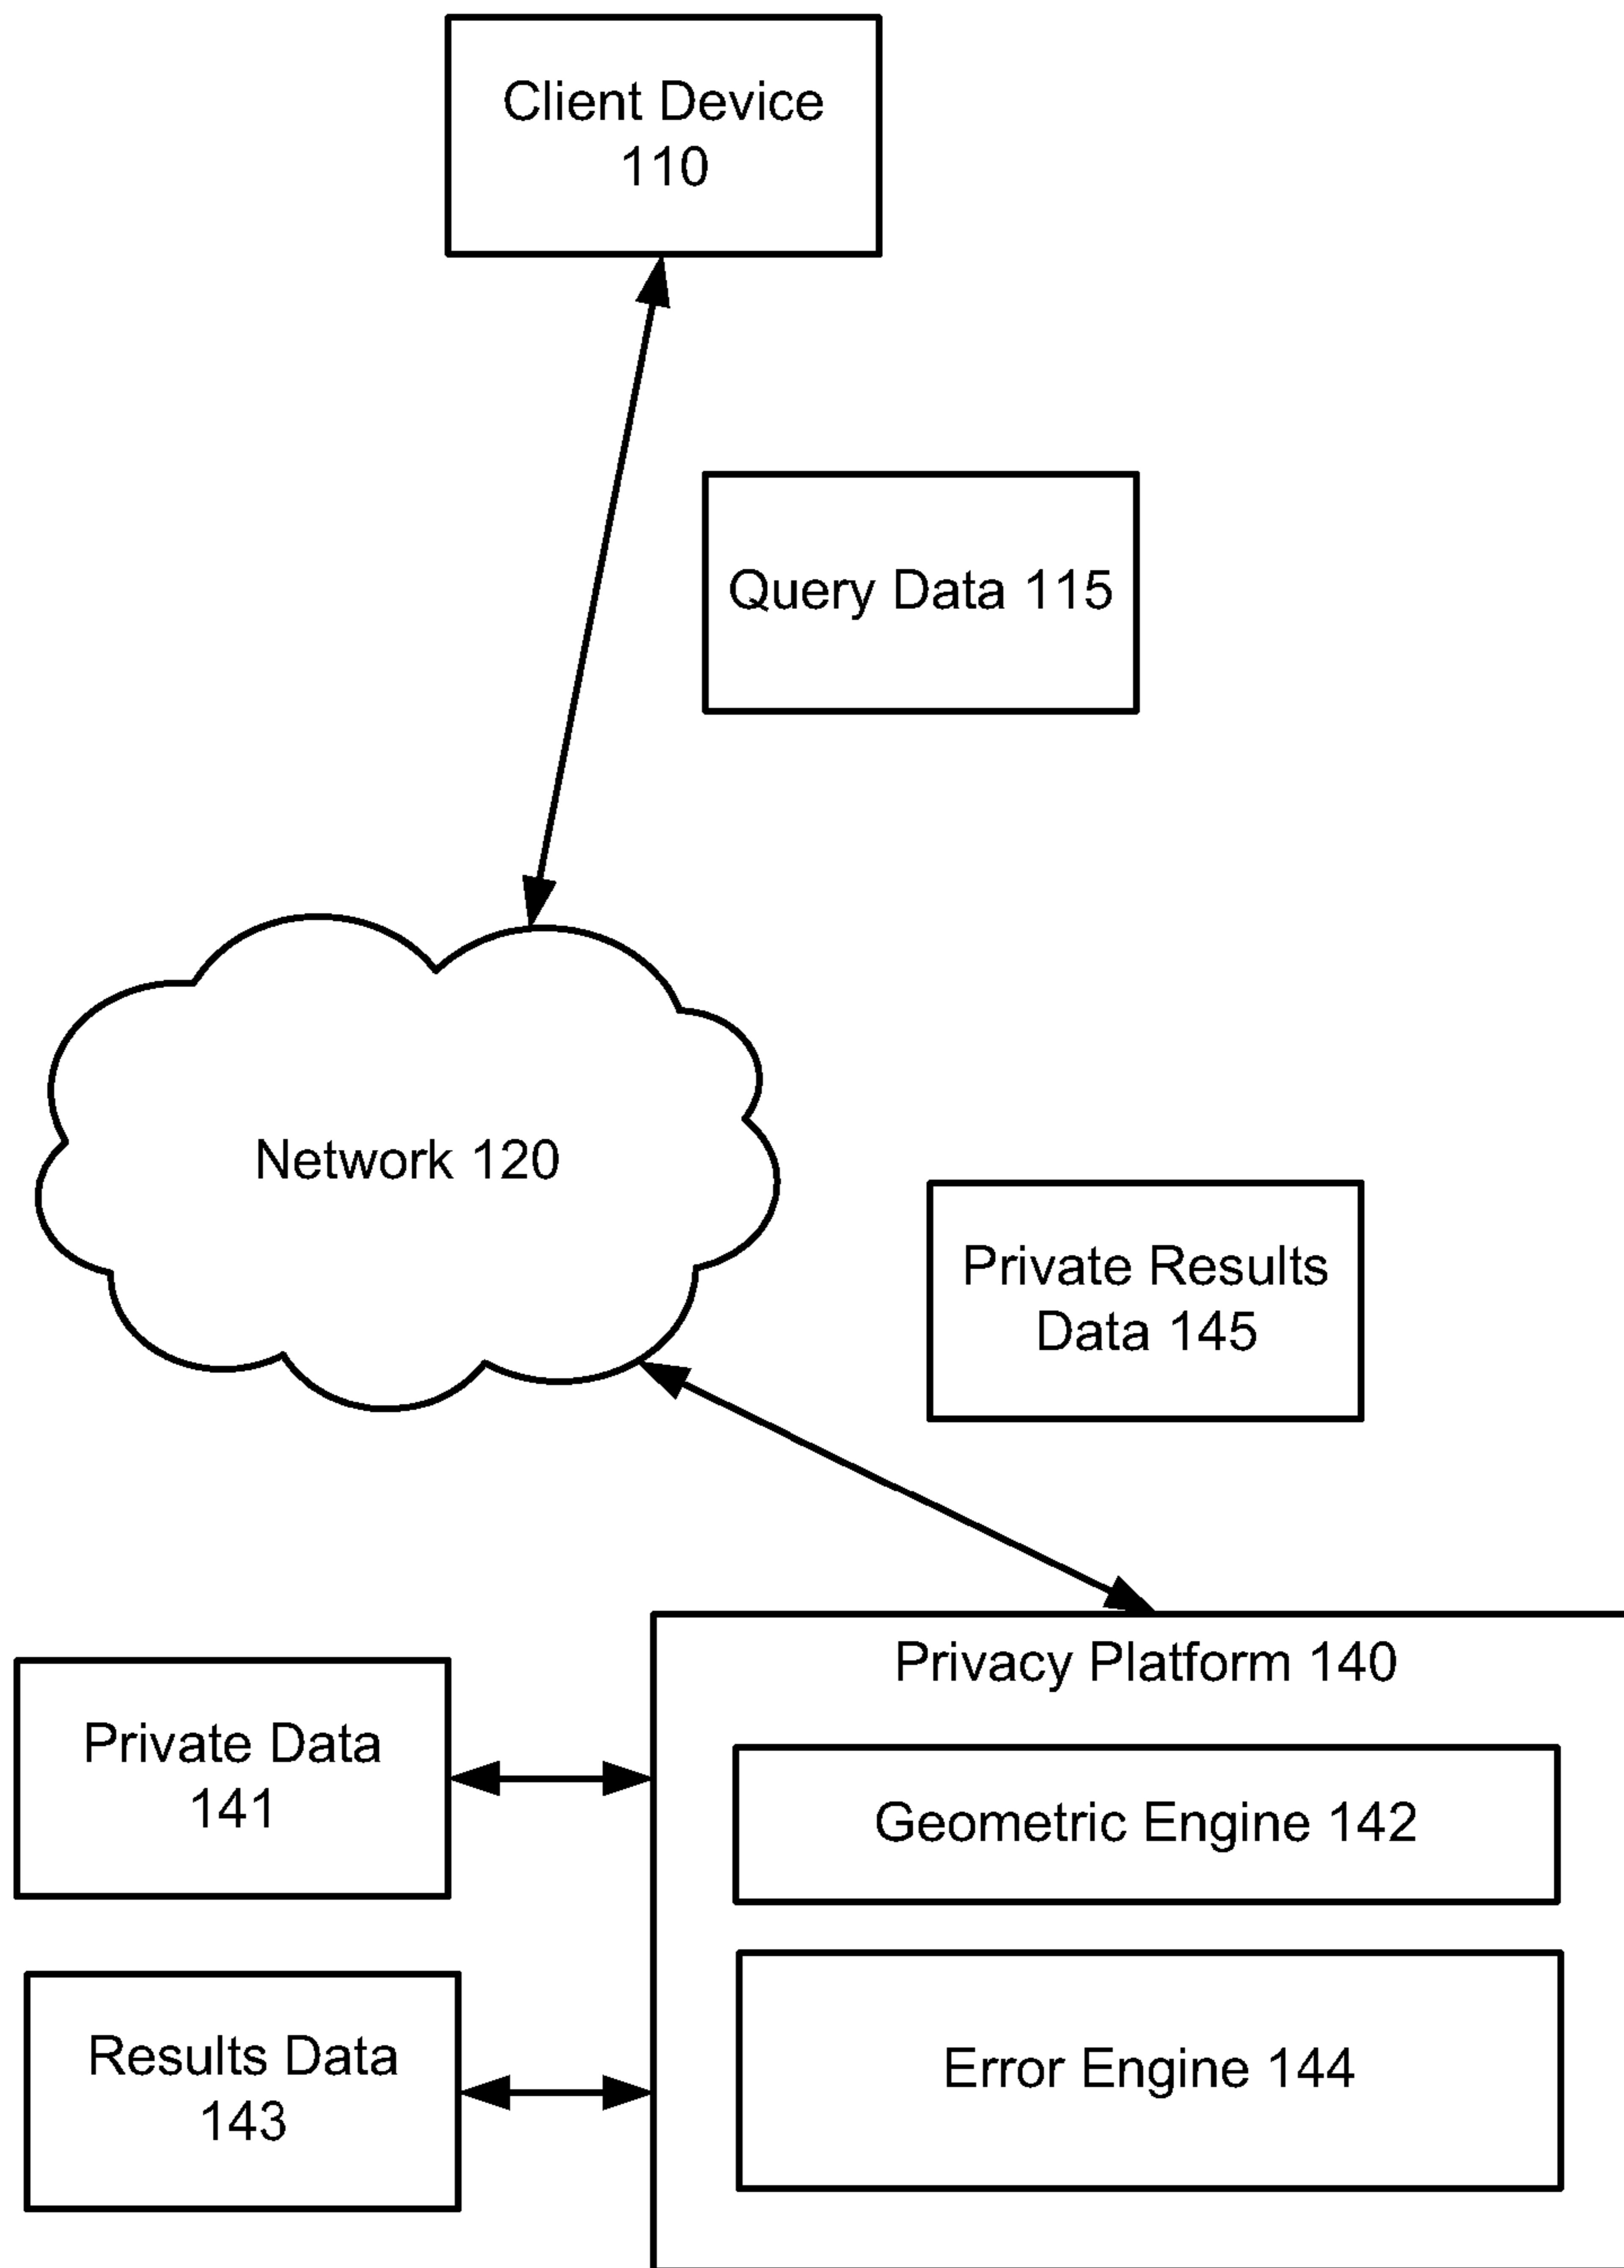 Client Device
110
Query Data 115
Network 120
Private Results
Data 145
Privacy Platform 140
Private Data
141
Geometric Engine 142
Results Data
143
Error Engine 144